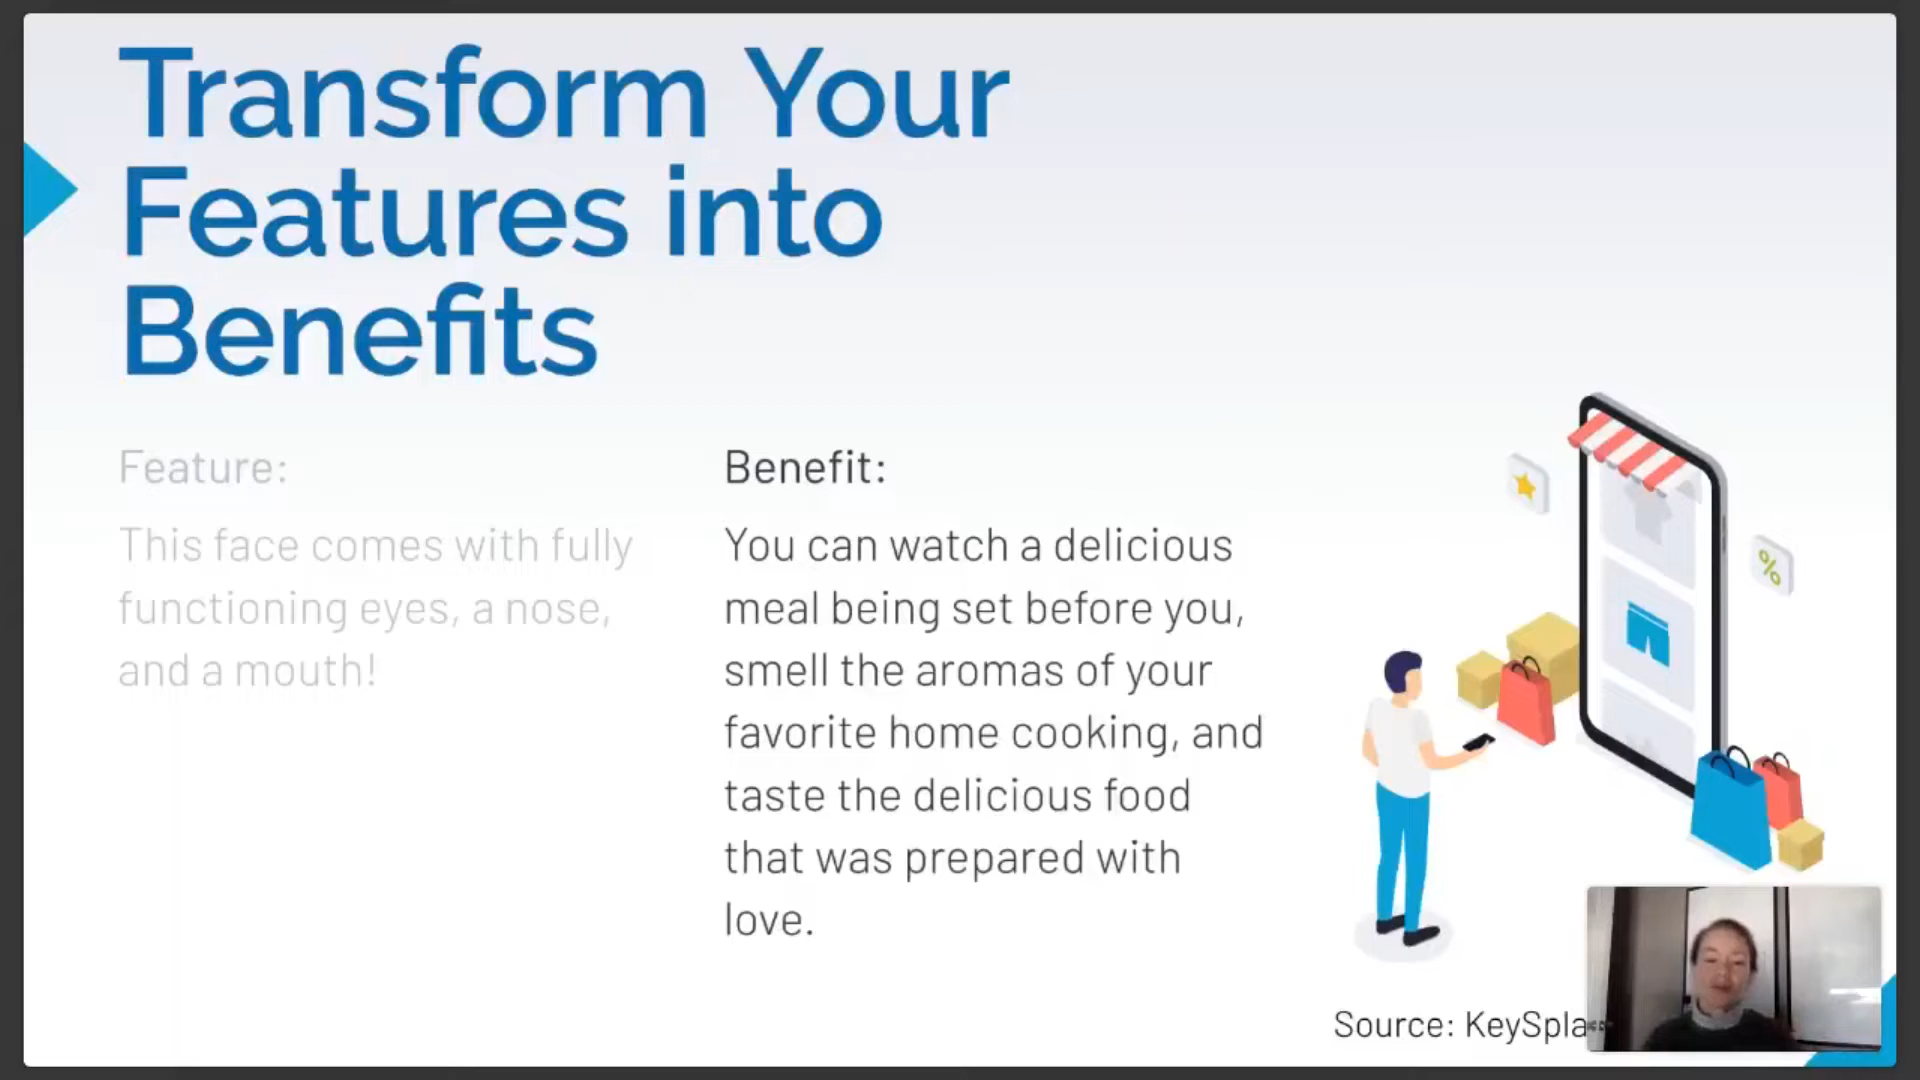 Transform Your
Features into
Benefits
Feature:
This face comes with fully
functioning eyes, a nose,
and a mouth!
Benefit:
You can watch a delicious
meal being set before you,
smell the aromas of your
favorite home cooking, and
taste the delicious food
that was prepared with
love.
%
Source: